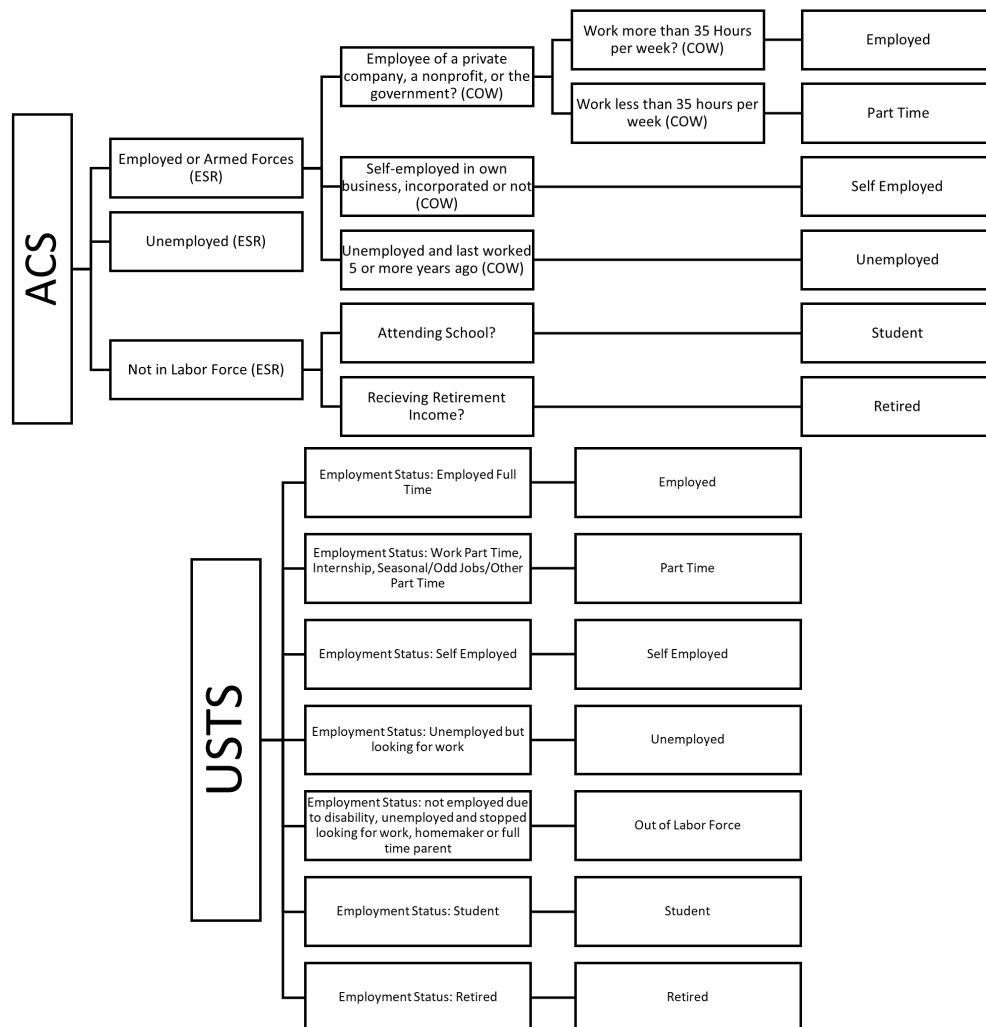 ACS
Employed or Armed Forces
(ESR)
Unemployed (ESR)
Not in Labor Force (ESR)
Employee of a private
company, a nonprofit, or the
government? (COW)
Self-employed in own
business, incorporated or not
(COW)
Unemployed and last worked
5 or more years ago (COW)
Attending School?
Recieving Retirement
Income?
Work more than 35 Hours
per week? (COW)
Work less than 35 hours per
week (COW)
Employed
Part Time
Self Employed
Unemployed
Student
Retired
USTS
Employment Status: Employed Full
Time
Employment Status: Work Part Time,
Internship, Seasonal/Odd Jobs/Other
Part Time
Employment Status: Self Employed
Employment Status: Unemployed but
looking for work
Employment Status: not employed due
to disability, unemployed and stopped
looking for work, homemaker or full
time parent
Employment Status: Student
Employment Status: Retired
Employed
Part Time
Self Employed
Unemployed
Out of Labor Force
Student
Retired